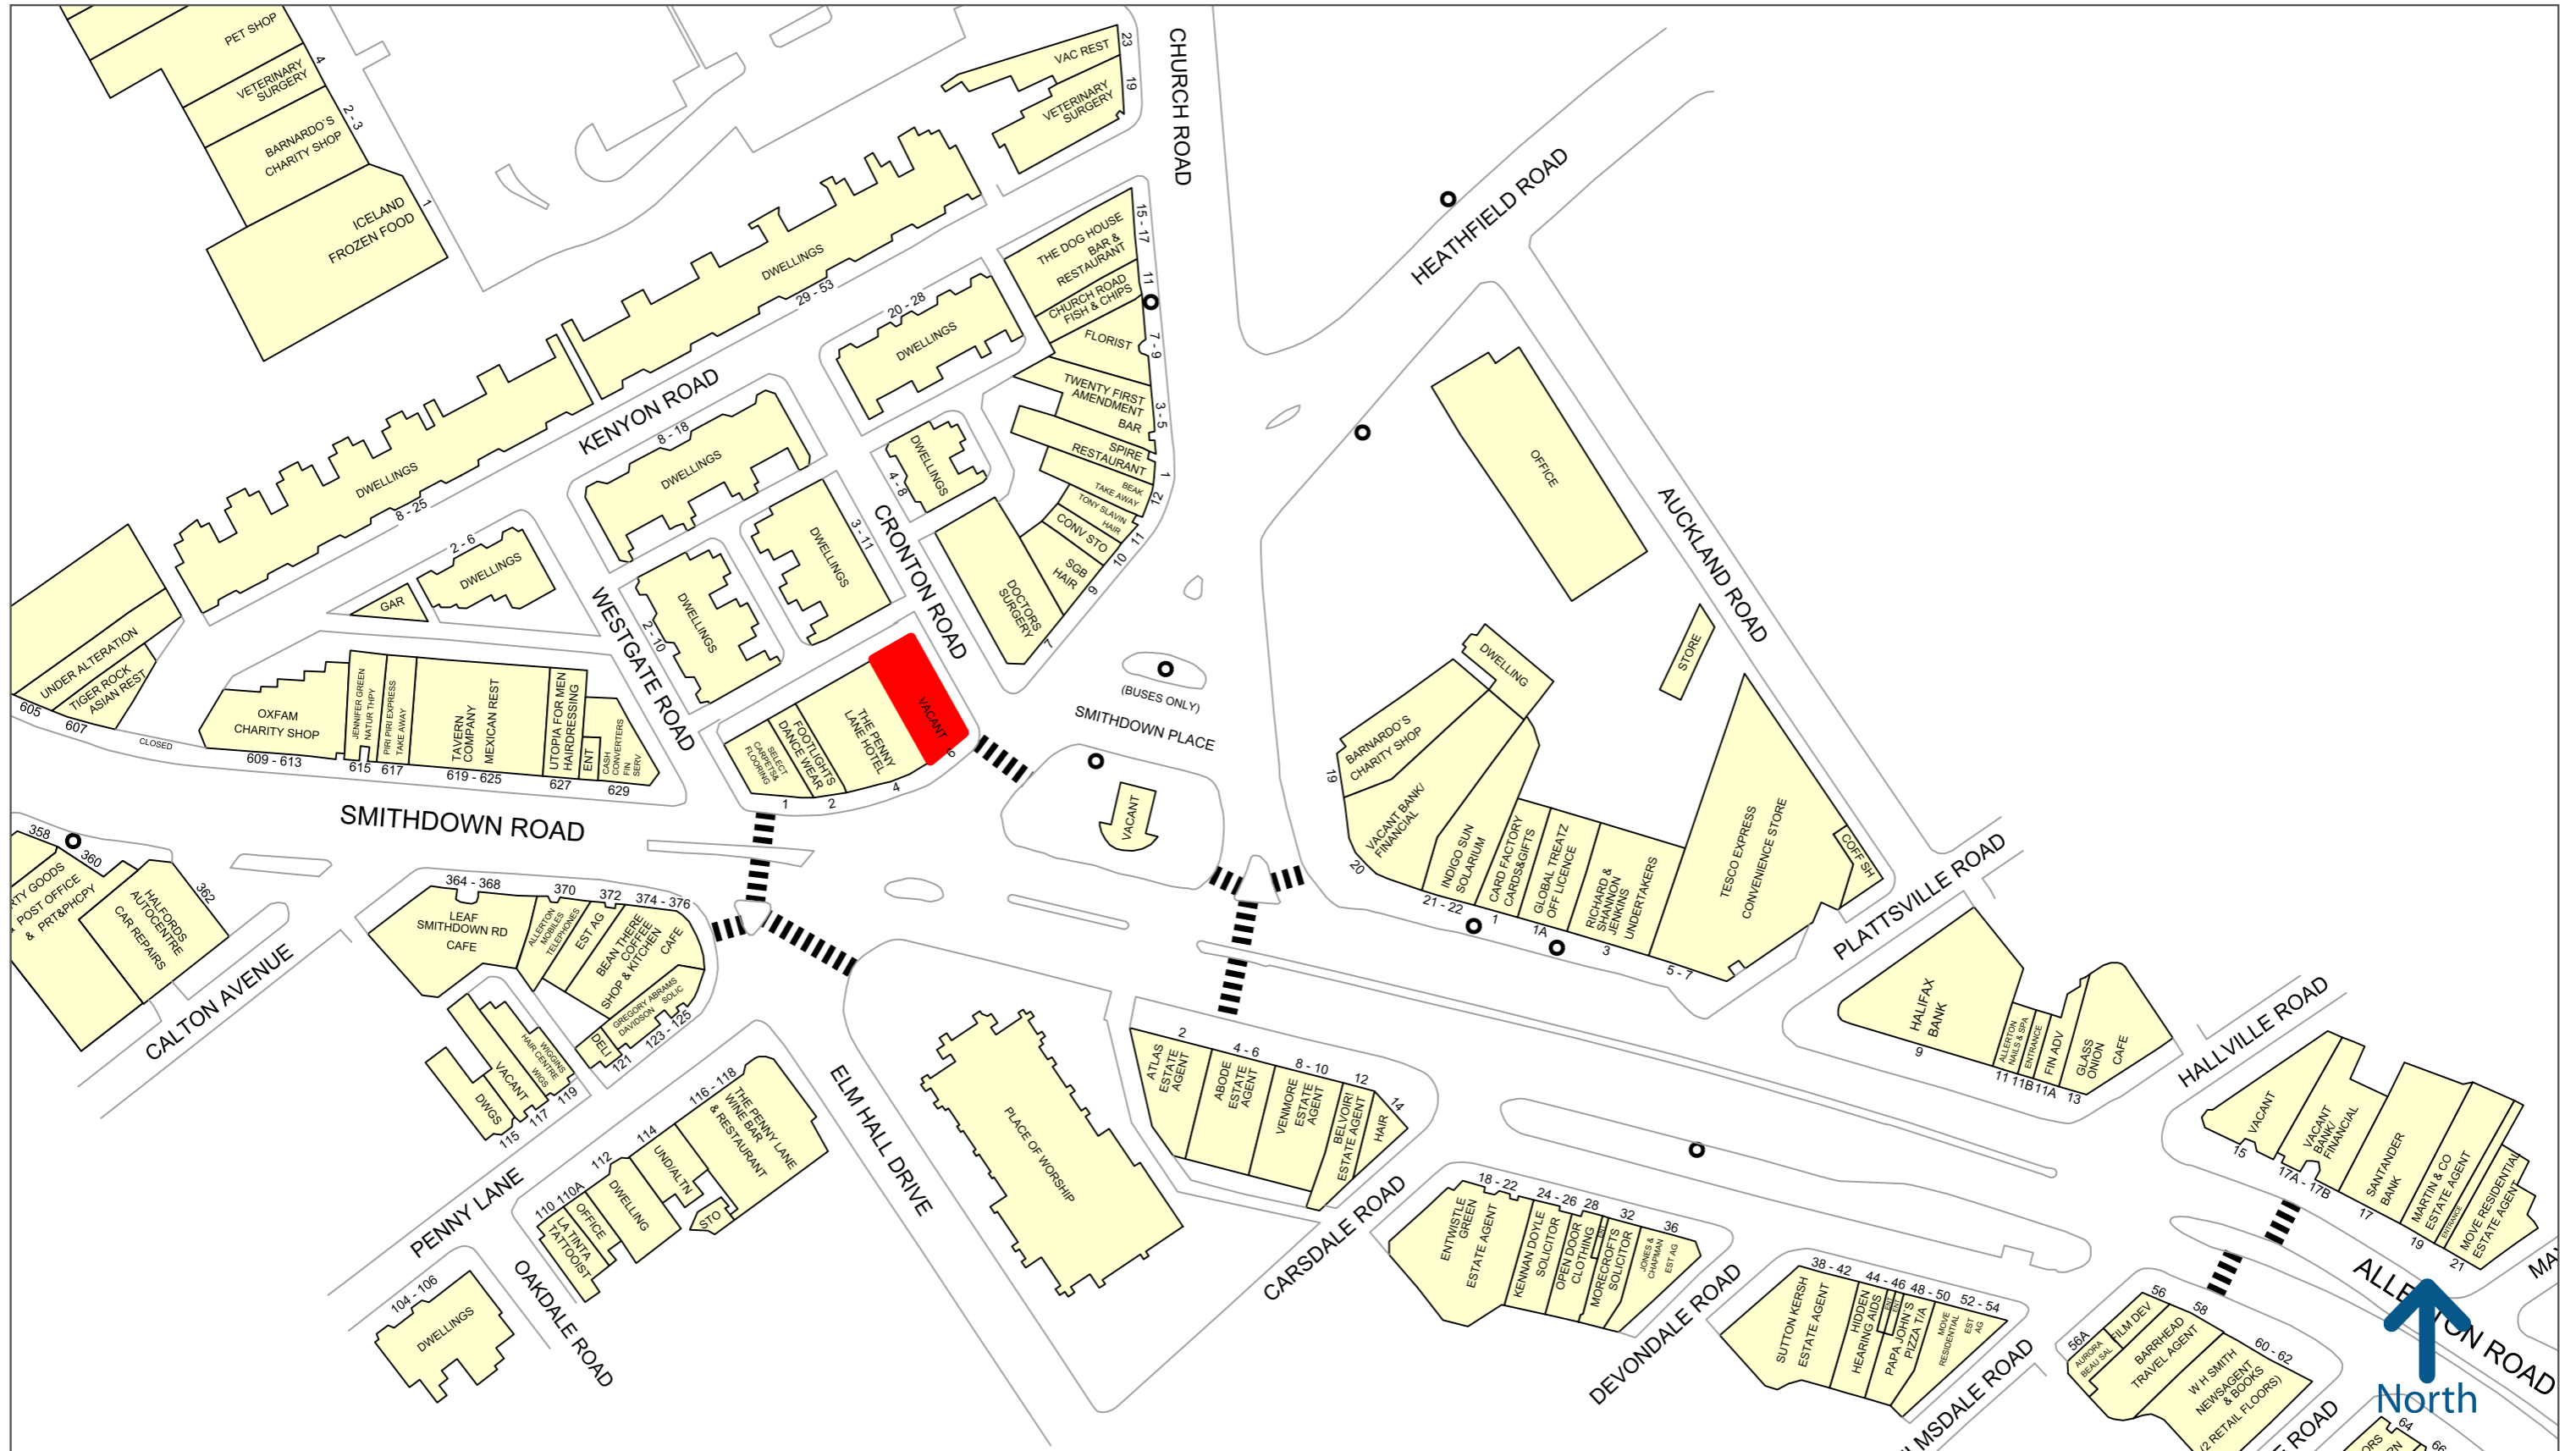 PET SHOP
4
VETERINARY
SURGERY
2 - 3
BARNARDO'S
CHARITY SHOP
1
ICELAND
FROZEN FOOD
23
VAC REST
19
VETERINARY
SURGERY
CHURCH ROAD
HEATHFIELD ROAD
DWELLINGS
29 - 53
20 - 28
DWELLINGS
15 - 17
THE DOG HOUSE
BAR &
RESTAURANT
11
CHURCH ROAD
FISH & CHIPS
FLORIST
7 - 9
TWENTY FIRST
AMENDMENT
BAR
3 - 5
SPIRE
RESTAURANT
1
BEAK
TAKE AWAY
12
TONY SLAVIN
HAIR
11
CONV STO
10
SGB
HAIR
9
DOCTORS
SURGERY
7
KENYON ROAD
8 - 18
DWELLINGS
4 - 8
DWELLINGS
DWELLINGS
8 - 25
3 - 11
DWELLINGS
CRONTON ROAD
2 - 6
DWELLINGS
GAR
WESTGATE ROAD
2 - 10
DWELLINGS
OFFICE
AUCKLAND ROAD
STORE
DWELLING
UNDER ALTERATION
TIGER ROCK
ASIAN REST
605
607
CLOSED
OXFAM
CHARITY SHOP
609 - 613
JENNIFER GREEN
NATUR THPY
615
PIRI PIRI EXPRESS
TAKE AWAY
617
TAVERN
COMPANY
MEXICAN REST
619 - 625
UTOPIA FOR MEN
HAIRDRESSING
627
ENT
CASH
CONVERTERS
FIN
SERV
629
SELECT
CARPETS&
FLOORING
1
FOOTLIGHTS
DANCE WEAR
2
THE PENNY
LANE HOTEL
4
VACANT
6
(BUSES ONLY)
SMITHDOWN PLACE
VACANT
SMITHDOWN ROAD
BARNARDO'S
CHARITY SHOP
19
VACANT BANK/
FINANCIAL
20
INDIGO SUN
SOLARIUM
21 - 22
CARD FACTORY
CARDS&GIFTS
1
GLOBAL TREATZ
OFF LICENCE
1A
RICHARD &
SHANNON
JENKINS
UNDERTAKERS
3
TESCO EXPRESS
CONVENIENCE STORE
5 - 7
COFF SH
PLATTSVILLE ROAD
358
360
RTY GOODS
POST OFFICE
& PRT&PHCPY
HALFORDS
AUTOCENTRE
CAR REPAIRS
362
CALTON AVENUE
364 - 368
LEAF
SMITHDOWN RD
CAFE
370
ALLERTON
MOBILES
TELEPHONES
372
EST AG
374 - 376
BEAN THERE
COFFEE
SHOP & KITCHEN
CAFE
GREGORY ABRAMS
DAVIDSON
SOLIC
123 - 125
DELI
121
WIGGINS
HAIR CENTRE
WIGS
119
VACANT
117
DWGS
115
PENNY LANE
116 - 118
THE PENNY LANE
WINE BAR
& RESTAURANT
114
UND/ALTN
112
DWELLING
STO
110A
OFFICE
110
LA TINTA
TATTOOIST
104 - 106
DWELLINGS
OAKDALE ROAD
ELM HALL DRIVE
PLACE OF WORSHIP
2
ATLAS
ESTATE
AGENT
4 - 6
ABODE
ESTATE
AGENT
8 - 10
VENMORE
ESTATE
AGENT
12
BELVOIR!
ESTATE AGENT
14
HAIR
CARSDALE ROAD
18 - 22
ENTWISTLE
GREEN
ESTATE AGENT
24 - 26
KENNAN DOYLE
SOLICITOR
28
OPEN DOOR
CLOTHING
32
MORECROFTS
SOLICITOR
36
JONES &
CHAPMAN
EST AG
DEVONDALE ROAD
38 - 42
SUTTON KERSH
ESTATE AGENT
44 - 46
HIDDEN
HEARING AIDS
48 - 50
PAPA JOHN'S
PIZZA T/A
52 - 54
MOVE
RESIDENTIAL
EST
AG
LMSDALE ROAD
HALIFAX
BANK
9
ALLERTON
NAILS & SPA
11
ENTRANCE
11B
FIN ADV
11A
GLASS
ONION
CAFE
13
HALLVILLE ROAD
VACANT
15
VACANT
BANK/
FINANCIAL
17A - 17B
SANTANDER
BANK
17
MARTIN & CO
ESTATE AGENT
19
ENTRANCE
MOVE RESIDENTIAL
ESTATE AGENT
21
MA
ALLERTON ROAD
56A
AURORA
BEAU SAL
56
FILM DEV
58
BARRHEAD
TRAVEL AGENT
60 - 62
W H SMITH
NEWSAGENT
& BOOKS
(2 RETAIL FLOORS)
E ROAD
64
66
North